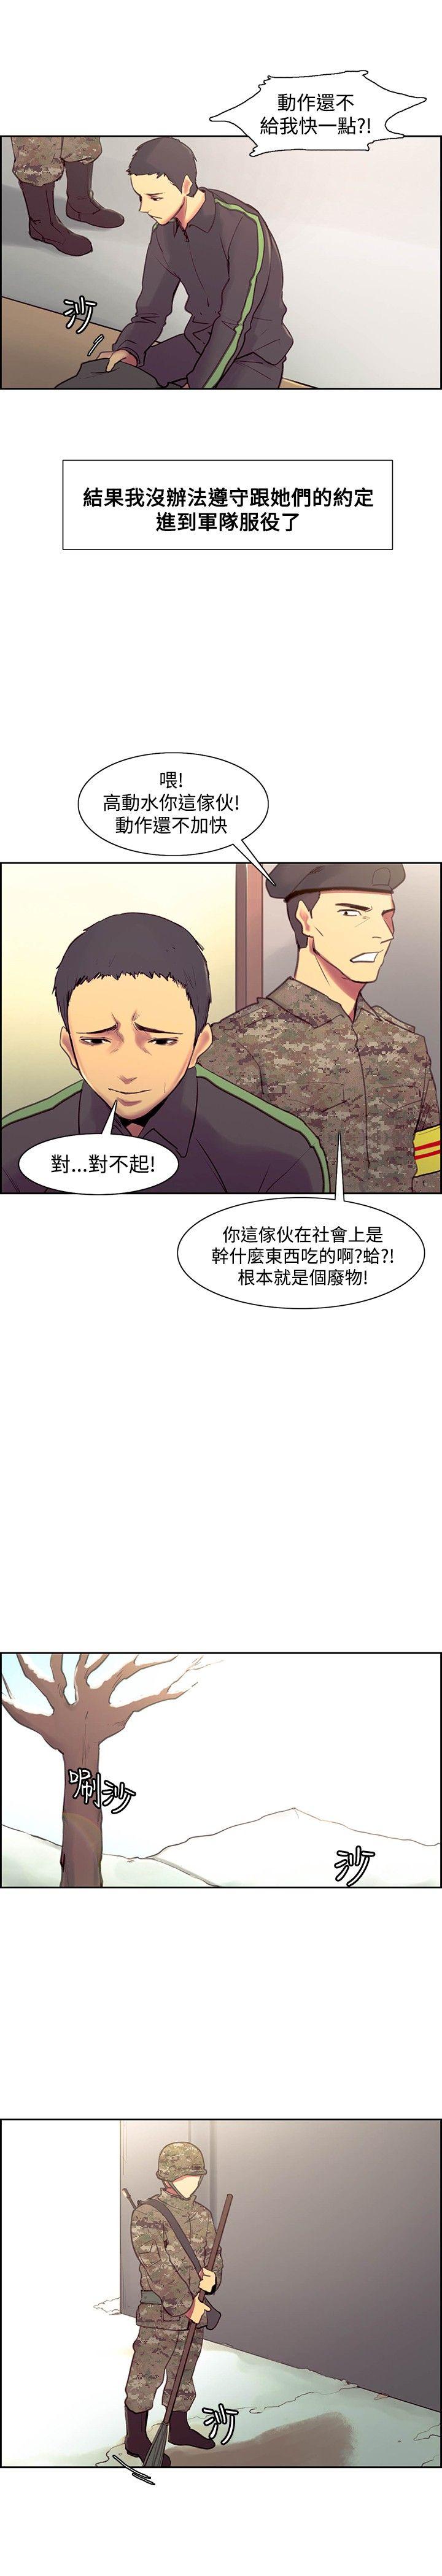 動作還不
給我快一點?!
沙
結果我沒辦法遵守跟她們的約定
進到軍隊服役了
喂!
高動水你這傢伙!
動作還不加快
對...對不起!
你這傢伙在社會上是
幹什麼東西吃的啊?蛤?!
根本就是個廢物!
唰沙
沙
沙